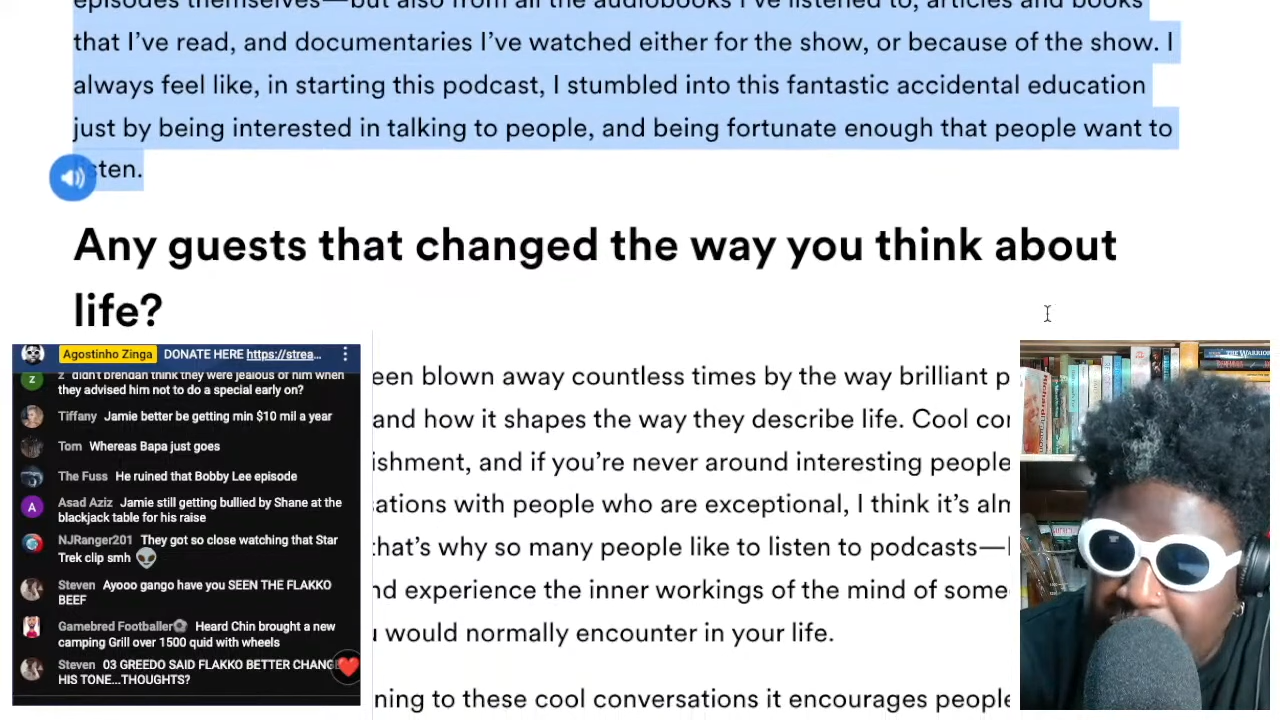 episodes themselves—but also from all the audiobooks I've listened to, articles and books
that I've read, and documentaries I've watched either for the show, or because of the show. I
always feel like, in starting this podcast, I stumbled into this fantastic accidental education
just by being interested in talking to people, and being fortunate enough that people want to
sten.
Any guests that changed the way you think about
life?
een blown away countless times by the way brilliant p
and how it shapes the way they describe life. Cool cor
ishment, and if you're never around interesting people
sations with people who are exceptional, I think it's alm
that's why so many people like to listen to podcasts—
nd experience the inner workings of the mind of some
u would normally encounter in your life.
ning to these cool conversations it encourages people
Agostinho Zinga DONATE HERE https://strea...
z didn't brendan think they were jealous of him when
they advised him not to do a special early on?
Tiffany Jamie better be getting min $10 mil a year
Tom Whereas Bapa just goes
The Fuss He ruined that Bobby Lee episode
A Asad Aziz Jamie still getting bullied by Shane at the
blackjack table for his raise
NJRanger201 They got so close watching that Star
Trek clip smh
Steven Ayooo gango have you SEEN THE FLAKKO
BEEF
Gamebred Footballer Heard Chin brought a new
camping Grill over 1500 quid with wheels
Steven 03 GREEDO SAID FLAKKO BETTER CHANG
HIS TONE...THOUGHTS?
THE WARRIOR